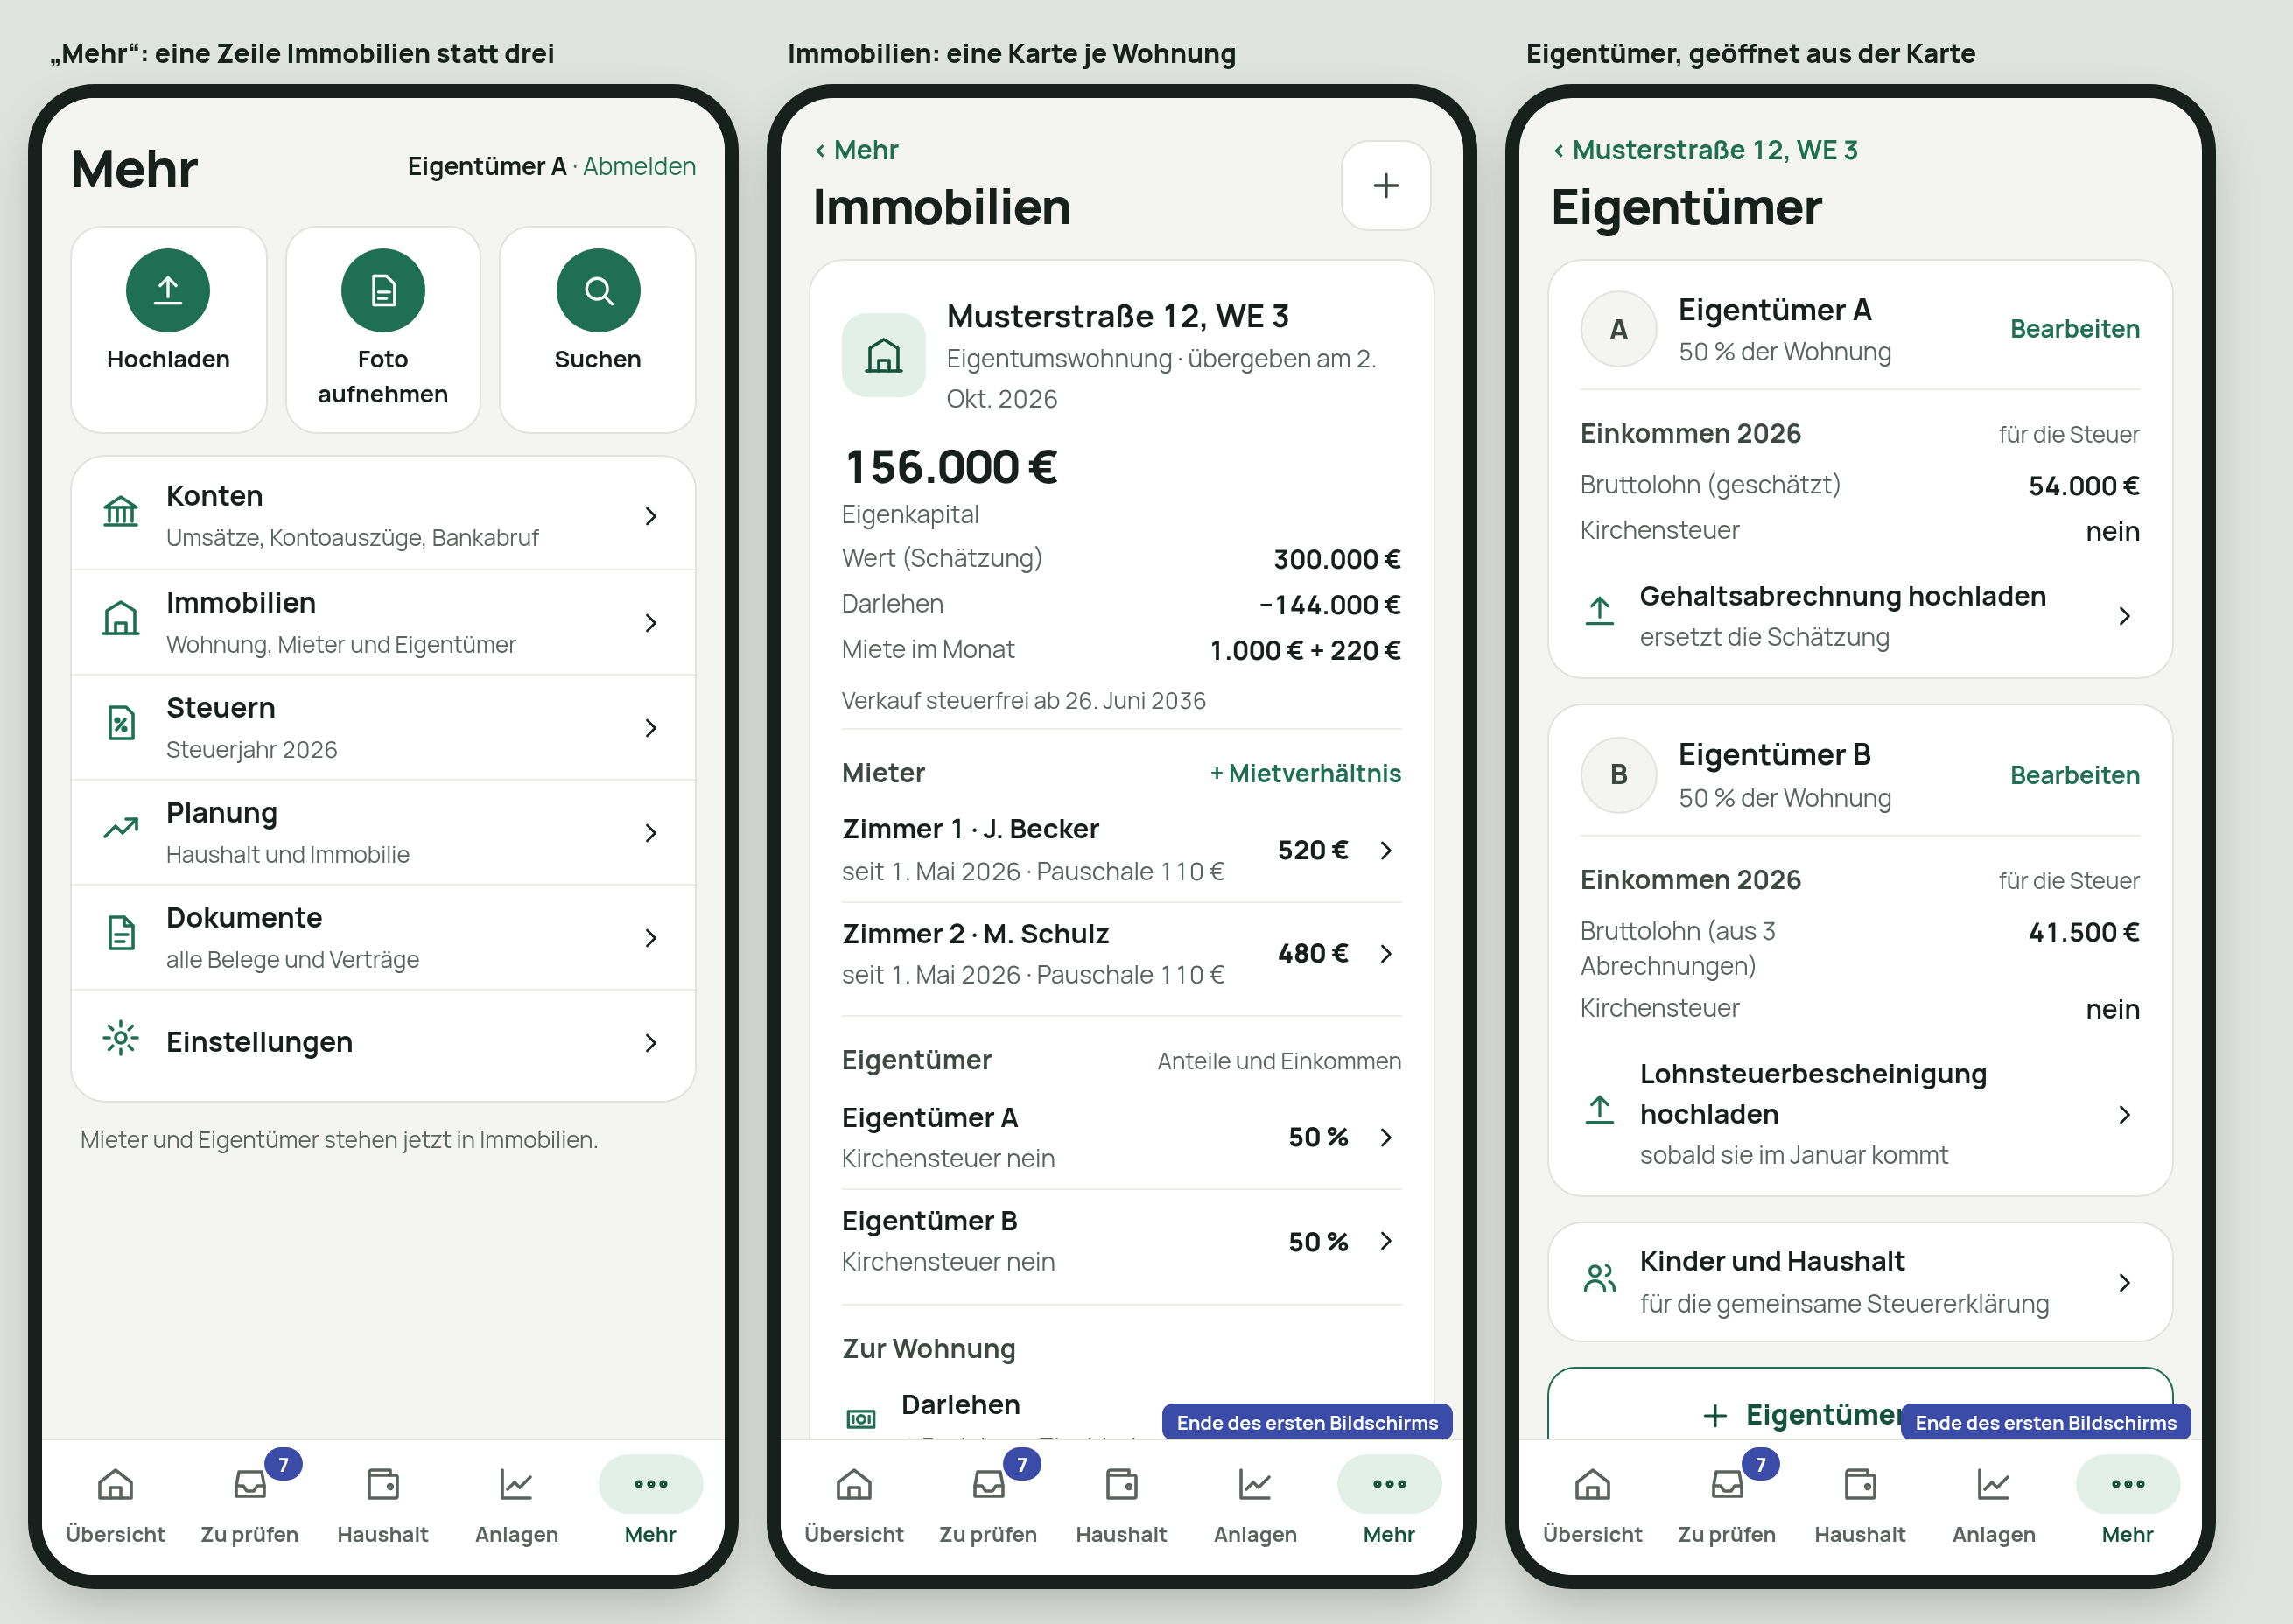 „Mehr“: eine Zeile Immobilien statt drei
Mehr
Eigentümer A · Abmelden
Hochladen
Foto
aufnehmen
Suchen
Konten
Umsätze, Kontoauszüge, Bankabruf
Immobilien
Wohnung, Mieter und Eigentümer
Steuern
Steuerjahr 2026
Planung
Haushalt und Immobilie
Dokumente
alle Belege und Verträge
Einstellungen
Mieter und Eigentümer stehen jetzt in Immobilien.
7
Übersicht
Zu prüfen
Haushalt
Anlagen
Mehr
Immobilien: eine Karte je Wohnung
‹ Mehr
Immobilien
+
Musterstraße 12, WE 3
Eigentumswohnung · übergeben am 2.
Okt. 2026
156.000 €
Eigenkapital
Wert (Schätzung) 300.000 €
Darlehen −144.000 €
Miete im Monat 1.000 € + 220 €
Verkauf steuerfrei ab 26. Juni 2036
Mieter + Mietverhältnis
Zimmer 1 · J. Becker
520 €
seit 1. Mai 2026 · Pauschale 110 €
Zimmer 2 · M. Schulz
480 €
seit 1. Mai 2026 · Pauschale 110 €
Eigentümer Anteile und Einkommen
Eigentümer A
50 %
Kirchensteuer nein
Eigentümer B
50 %
Kirchensteuer nein
Zur Wohnung
Darlehen
Ende des ersten Bildschirms
7
Übersicht
Zu prüfen
Haushalt
Anlagen
Mehr
Eigentümer, geöffnet aus der Karte
‹ Musterstraße 12, WE 3
Eigentümer
A
Eigentümer A
50 % der Wohnung
Bearbeiten
Einkommen 2026 für die Steuer
Bruttolohn (geschätzt) 54.000 €
Kirchensteuer nein
Gehaltsabrechnung hochladen
ersetzt die Schätzung
B
Eigentümer B
50 % der Wohnung
Bearbeiten
Einkommen 2026 für die Steuer
Bruttolohn (aus 3 41.500 €
Abrechnungen)
Kirchensteuer nein
Lohnsteuerbescheinigung
hochladen
sobald sie im Januar kommt
Kinder und Haushalt
für die gemeinsame Steuererklärung
+ Eigentümer
Ende des ersten Bildschirms
7
Übersicht
Zu prüfen
Haushalt
Anlagen
Mehr